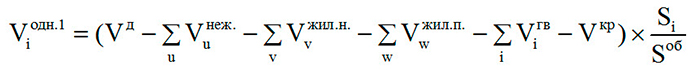 V_i^{одн.1} = (V^д − ∑_u V_u^{неж.} − ∑_v V_v^{жил.н.} − ∑_w V_w^{жил.п.} − ∑_i V_i^{гв} − V^{кр}) × S_i / S^{об}